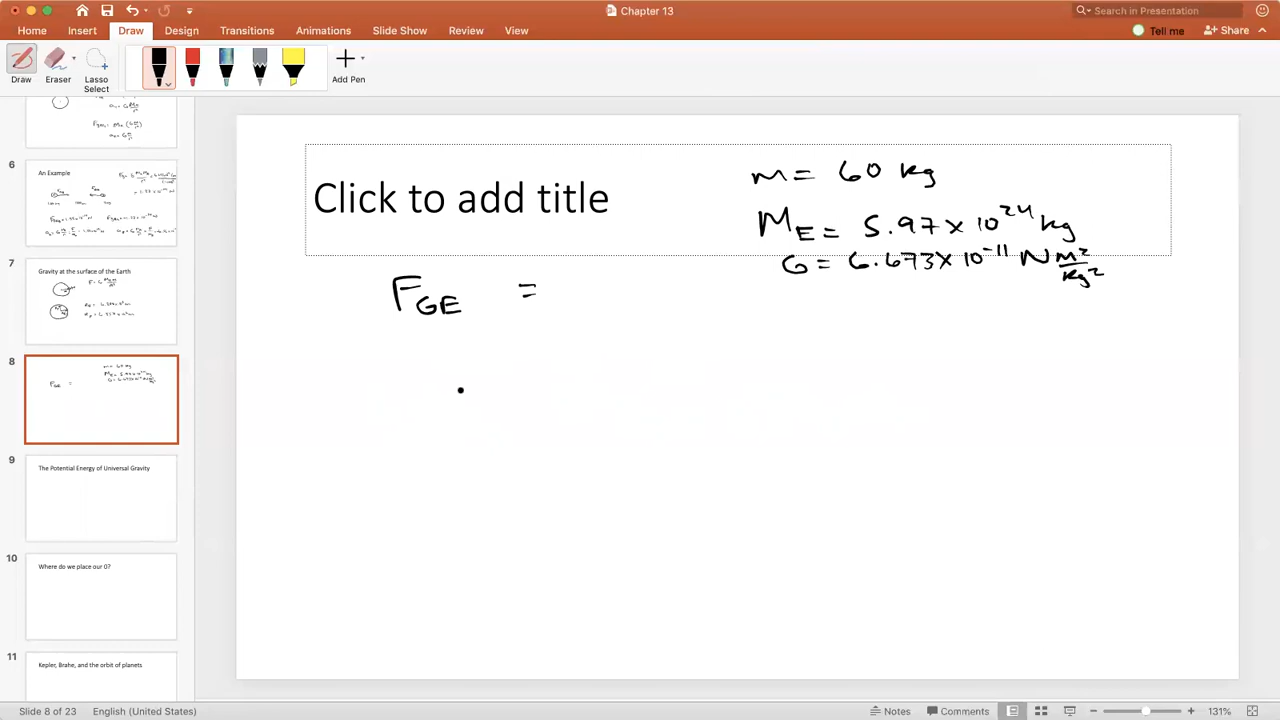 Chapter 13
Search in Presentation
Home Insert Draw Design Transitions Animations Slide Show Review View Tell me Share
Draw Eraser Lasso Select Add Pen
6
An Example
7
Gravity at the surface of the Earth
8
9
The Potential Energy of Universal Gravity
10
Where do we place our 0?
11
Kepler, Brahe, and the orbit of planets
Click to add title
m = 60 kg
M_E = 5.97 × 10^24 kg
G = 6.673 × 10^-11 N m^2/kg^2
F_GE =
Slide 8 of 23 English (United States) Notes Comments 131%